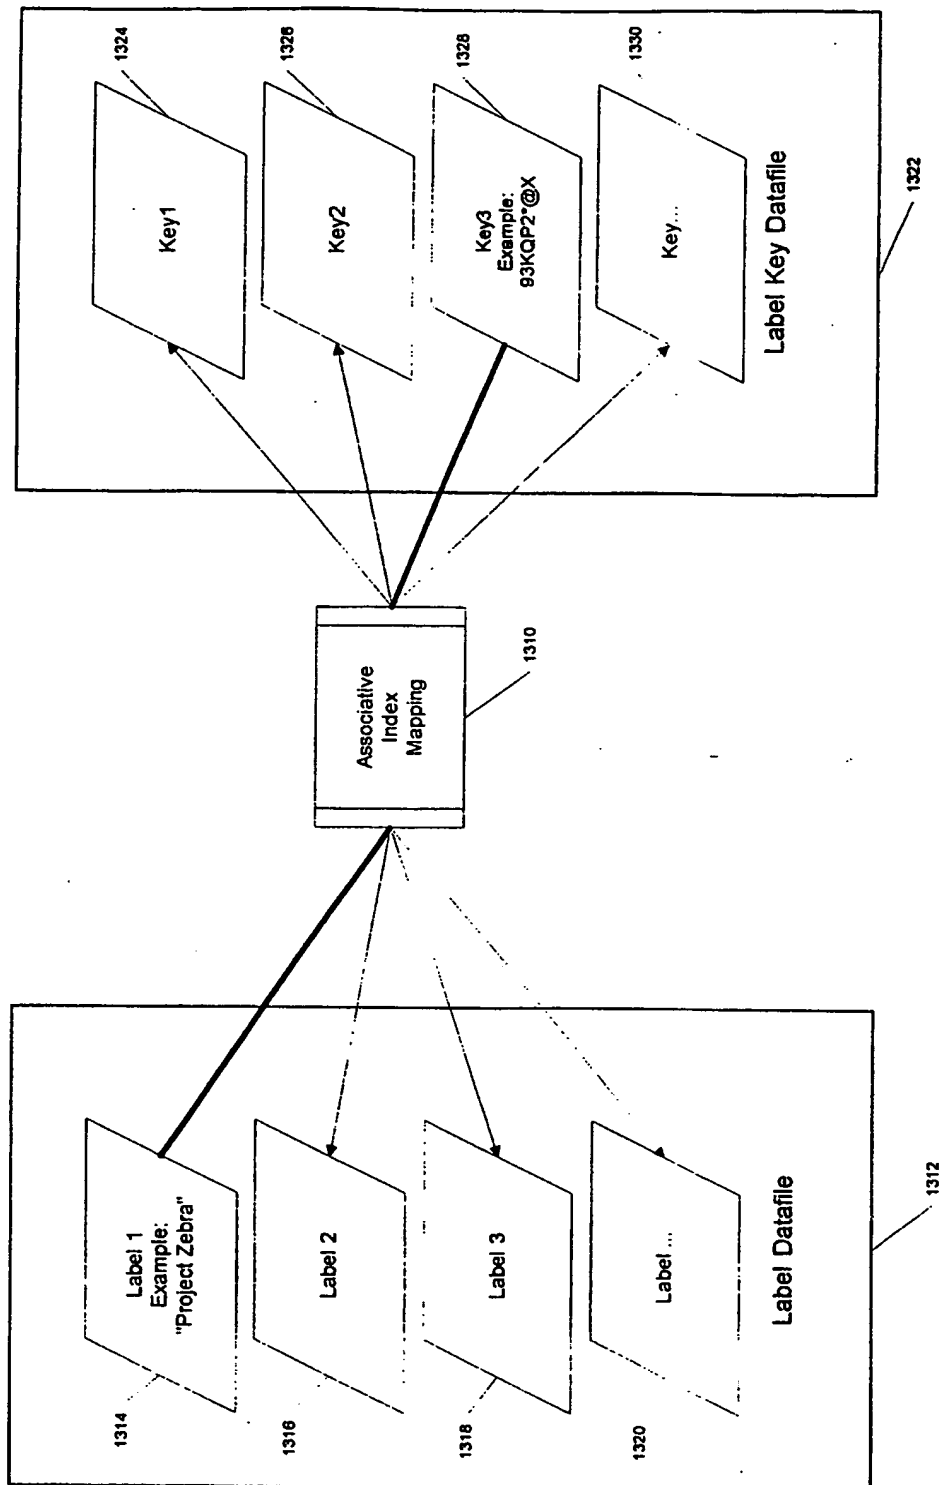 1314
Label 1
Example:
"Project Zebra"
1316
Label 2
1318
Label 3
1320
Label ...
Label Datafile
1312
Associative
Index
Mapping
1310
Key1
1324
Key2
1326
Key3
Example:
93KQP2*@X
1328
Key...
1330
Label Key Datafile
1322